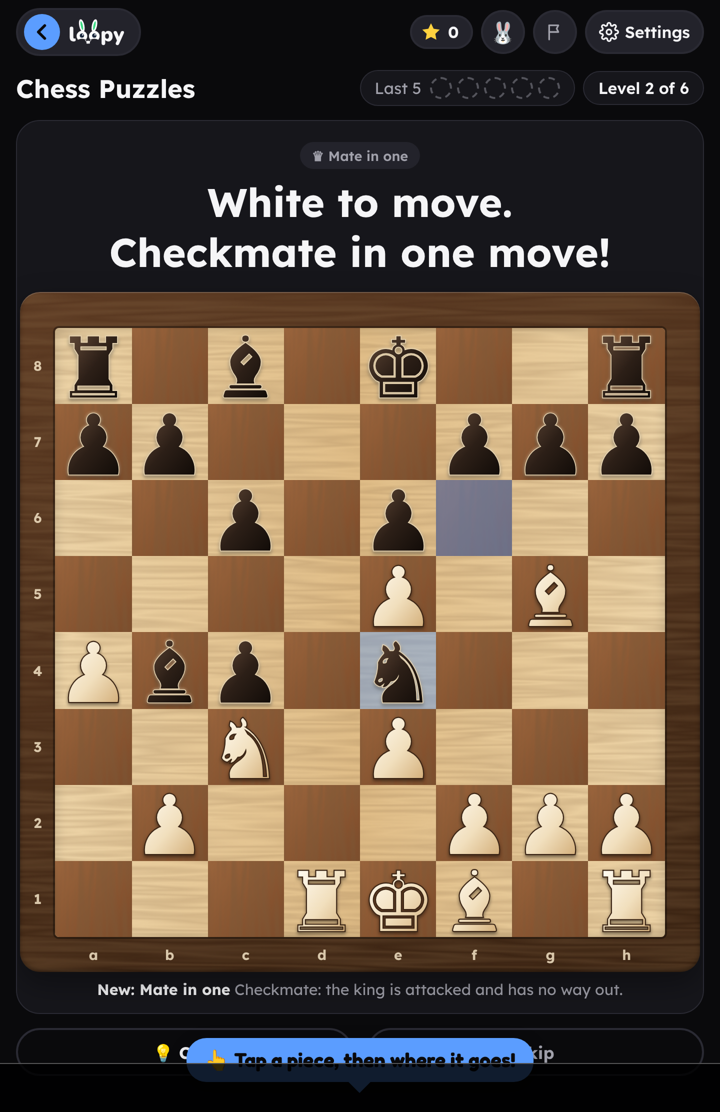 loopy
0
Settings
Chess Puzzles
Last 5
Level 2 of 6
♛ Mate in one
White to move.
Checkmate in one move!
8
7
6
5
4
3
2
1
a b c d e f g h
New: Mate in one Checkmate: the king is attacked and has no way out.
Tap a piece, then where it goes!